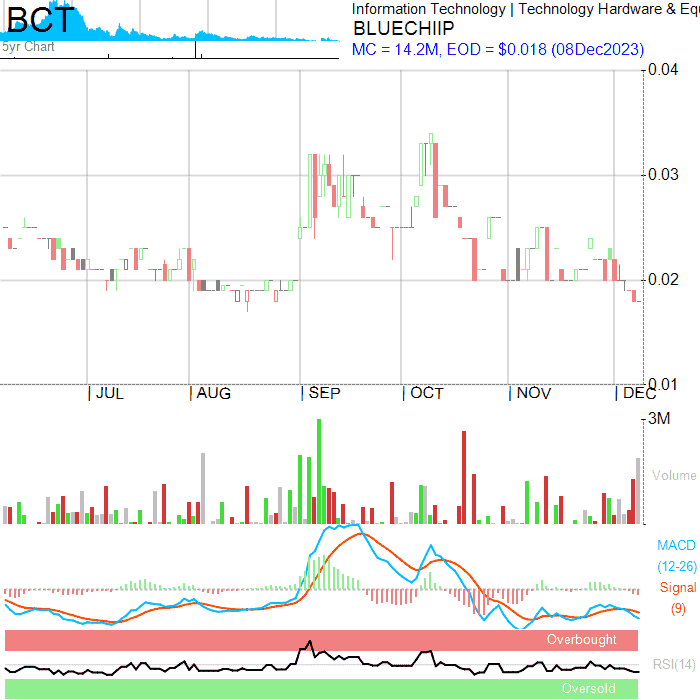 BCT
5yr Chart
Information Technology | Technology Hardware & Equ
BLUECHIIP
MC = 14.2M, EOD = $0.018 (08Dec2023)
0.04
0.03
0.02
0.01
| JUL | AUG | SEP | OCT | NOV | DEC
3M
Volume
MACD
(12-26)
Signal
(9)
Overbought
RSI(14)
Oversold